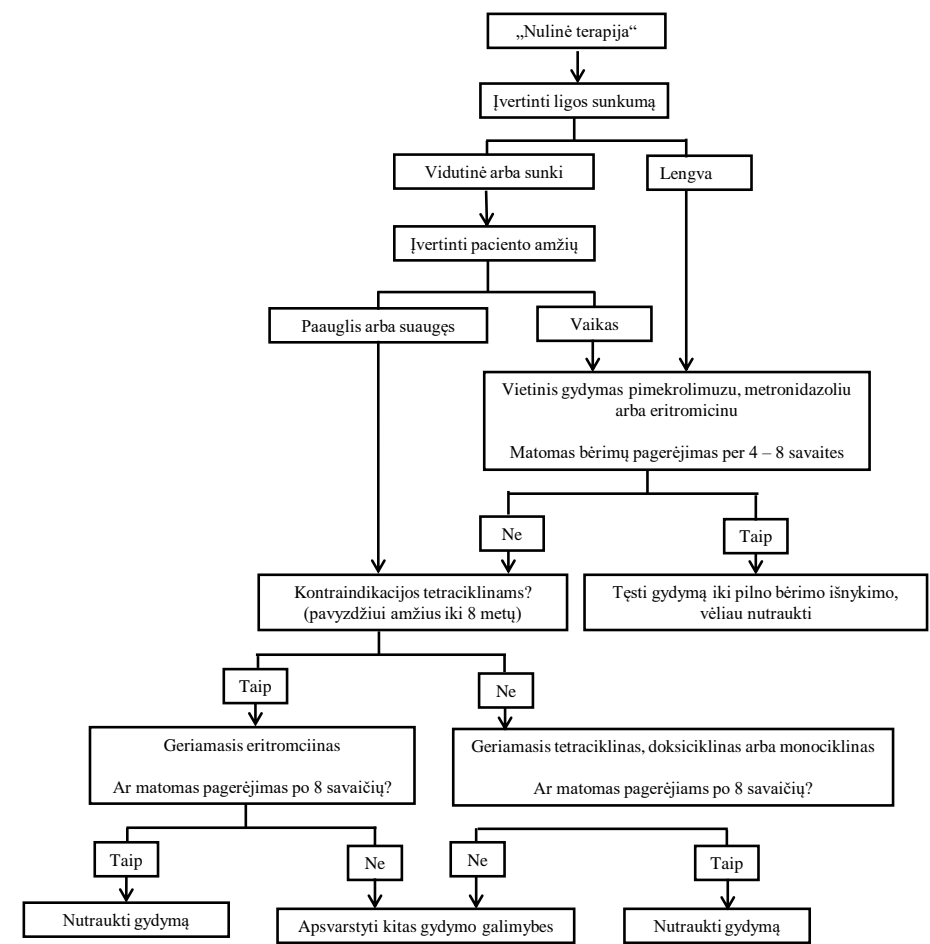 „Nulinė terapija“
Įvertinti ligos sunkumą
Vidutinė arba sunki
Lengva
Įvertinti paciento amžių
Paauglis arba suaugęs
Vaikas
Vietinis gydymas pimekrolimuzu, metronidazoliu
arba eritromicinu
Matomas bėrimų pagerėjimas per 4 – 8 savaites
Ne
Taip
Kontraindikacijos tetraciklinams?
(pavyzdžiui amžius iki 8 metų)
Tęsti gydymą iki pilno bėrimo išnykimo,
vėliau nutraukti
Taip
Ne
Geriamasis eritromciinas
Ar matomas pagerėjimas po 8 savaičių?
Geriamasis tetraciklinas, doksiciklinas arba monociklinas
Ar matomas pagerėjiams po 8 savaičių?
Taip
Ne
Ne
Taip
Nutraukti gydymą
Apsvarstyti kitas gydymo galimybes
Nutraukti gydymą